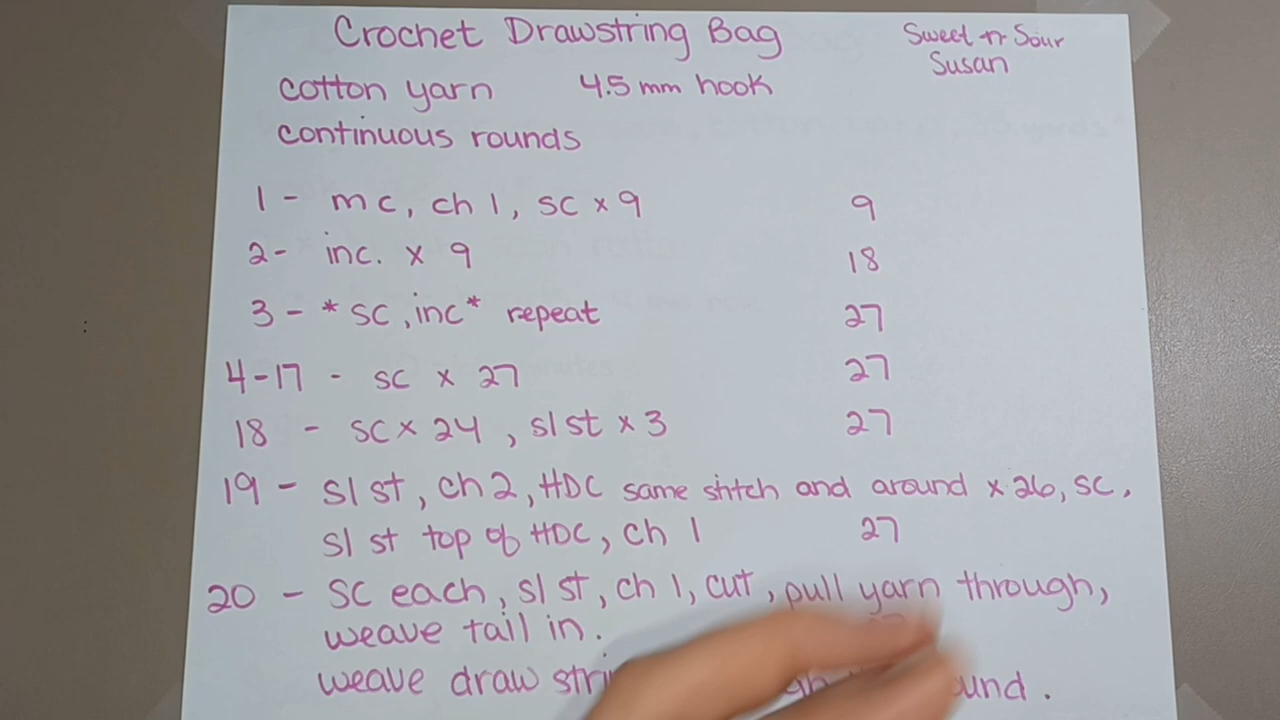 Crochet Drawstring Bag
Sweet n Sour
Susan
cotton yarn 4.5 mm hook
continuous rounds
1 - mc, ch 1, sc x 9 9
2 - inc. x 9 18
3 - *sc, inc* repeat 27
4-17 - sc x 27 27
18 - sc x 24, sl st x 3 27
19 - sl st, ch 2, HDC same stitch and around x 26, sc,
sl st top of HDC, ch 1 27
20 - sc each, sl st, ch 1, cut, pull yarn through,
weave tail in.
weave draw